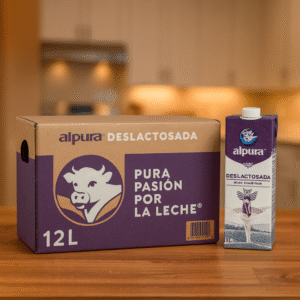 alpura DESLACTOSADA
PURA
PASIÓN
POR
LA LECHE®
12L
alpura
DESLACTOSADA